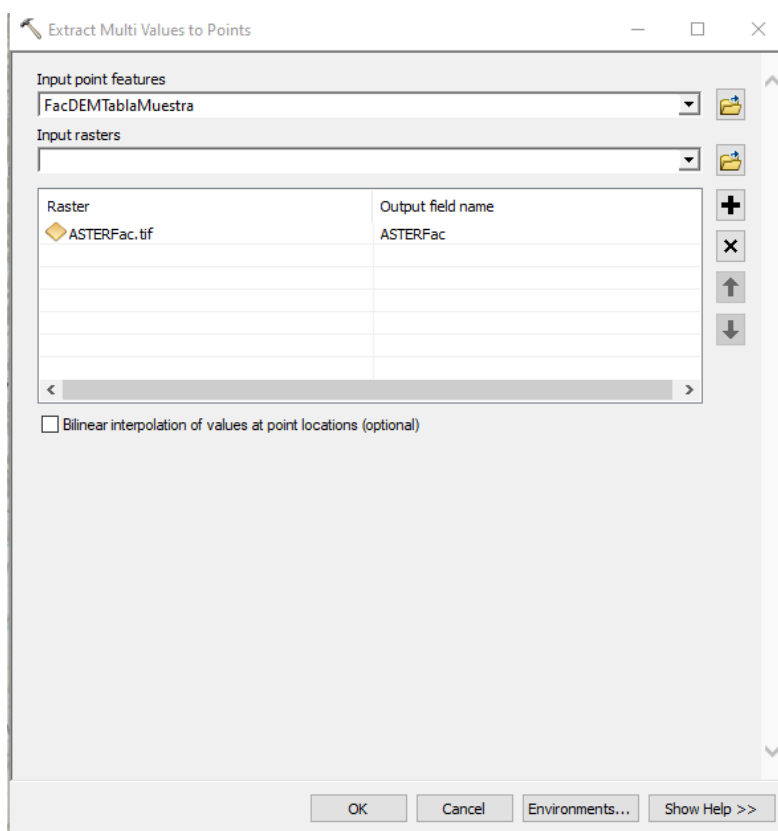 Extract Multi Values to Points
Input point features
FacDEMTablaMuestra
Input rasters
Raster Output field name
ASTERFac.tif ASTERFac
Bilinear interpolation of values at point locations (optional)
OK Cancel Environments... Show Help >>